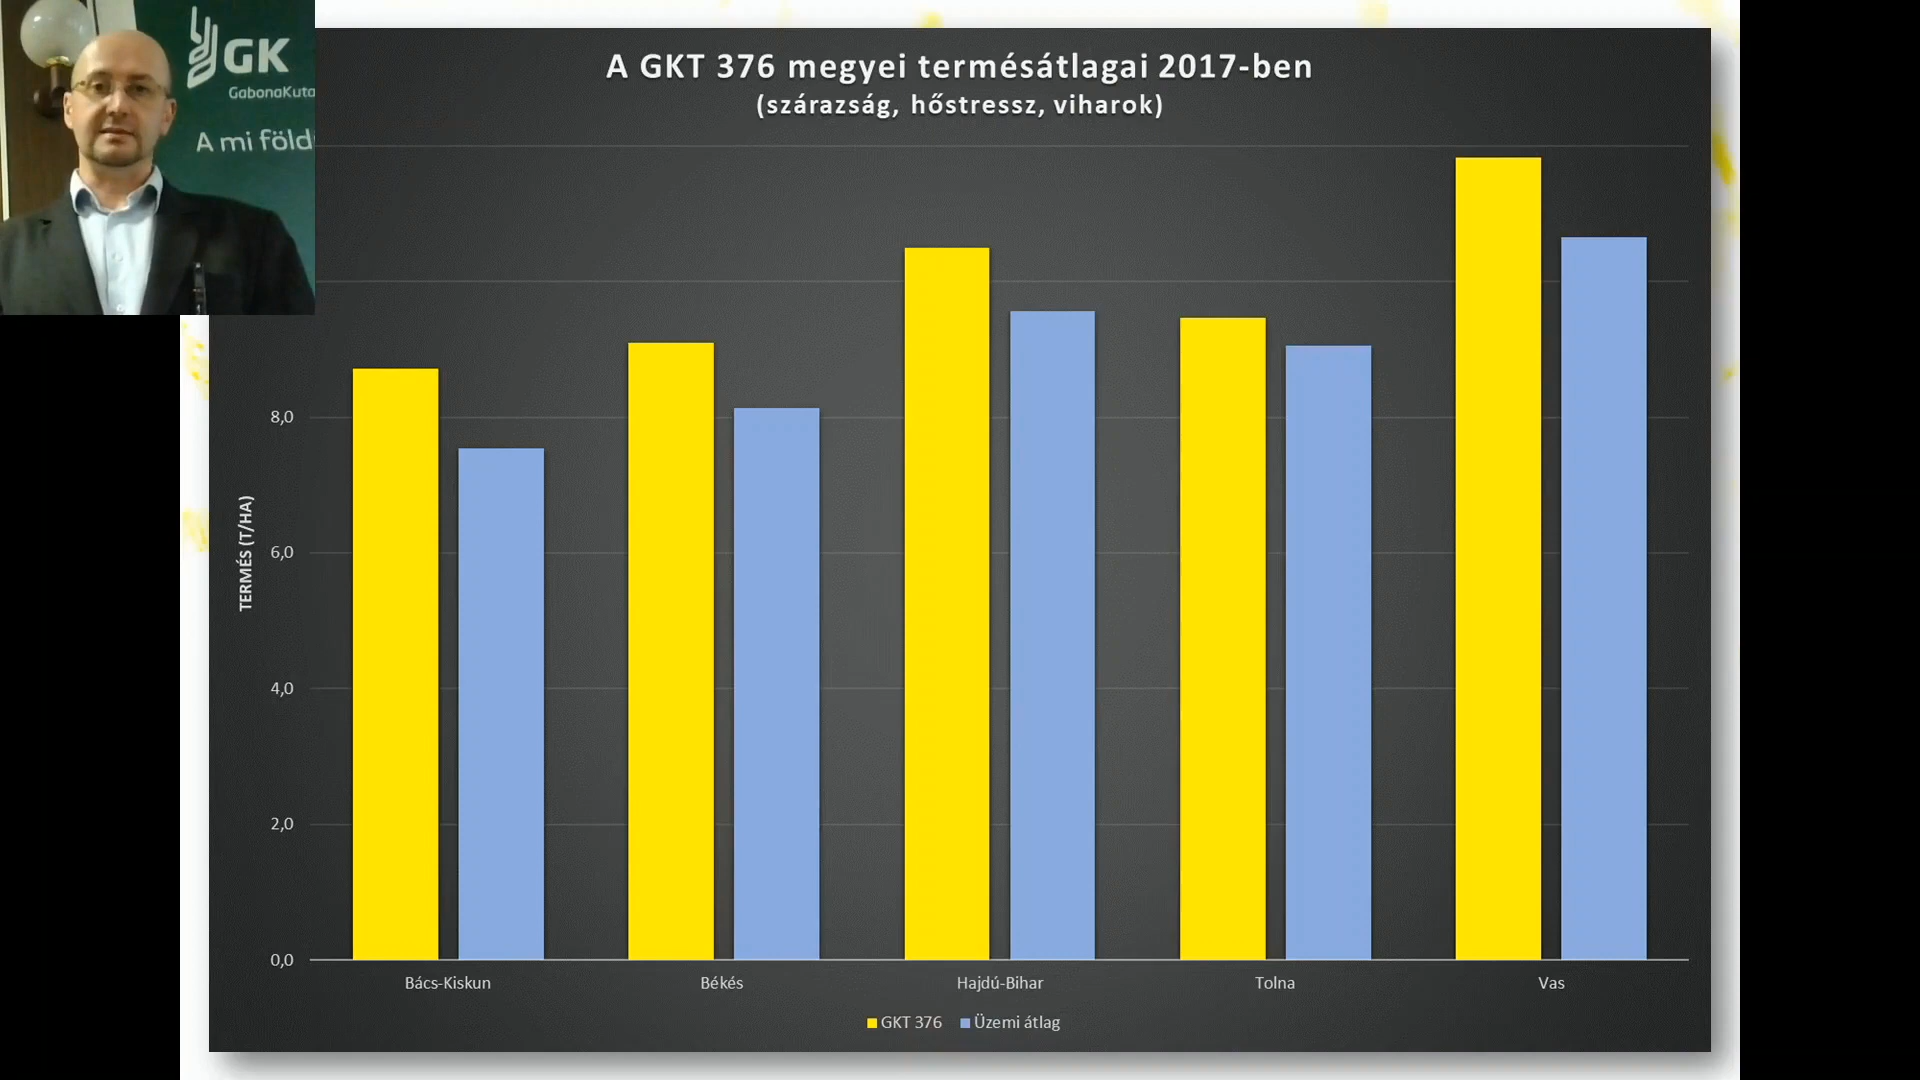 GK
GabonaKuta
A mi föld
A GKT 376 megyei termésátlagai 2017-ben
(szárazság, hőstressz, viharok)
TERMÉS (T/HA)
8,0
6,0
4,0
2,0
0,0
Bács-Kiskun
Békés
Hajdú-Bihar
Tolna
Vas
GKT 376
Üzemi átlag